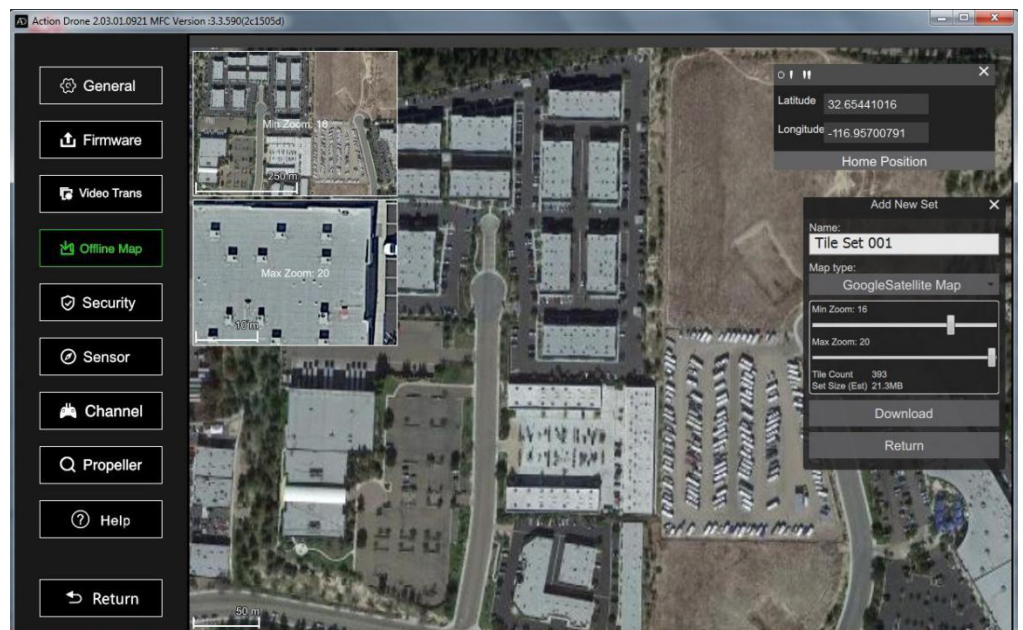 Action Drone 2.03.01.0921 MFC Version :3.3.590(2c1505d)
General
Firmware
Video Trans
Offline Map
Security
Sensor
Channel
Propeller
Help
Return
Min Zoom: 16
250 m
Max Zoom: 20
10 m
50 m
Latitude 32.65441016
Longitude -116.95700791
Home Position
Add New Set
Name:
Tile Set 001
Map type:
GoogleSatellite Map
Min Zoom: 16
Max Zoom: 20
Tile Count 393
Set Size (Est) 21.3MB
Download
Return